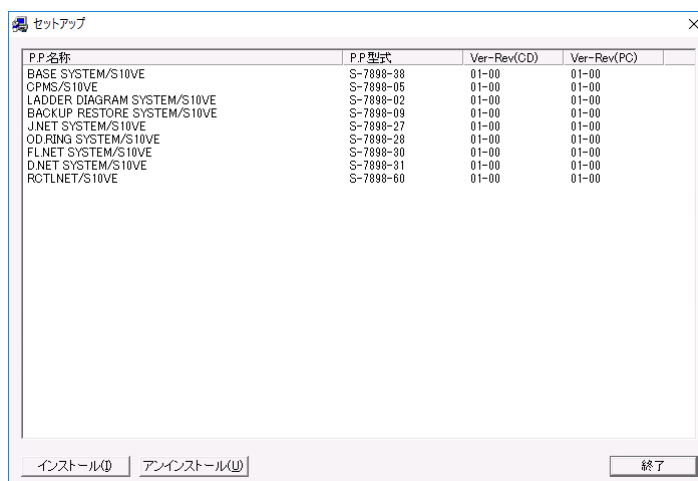 セットアップ
P.P.名称 P.P.型式 Ver-Rev(CD) Ver-Rev(PC)
BASE SYSTEM/S10VE S-7898-38 01-00 01-00
CPMS/S10VE S-7898-05 01-00 01-00
LADDER DIAGRAM SYSTEM/S10VE S-7898-02 01-00 01-00
BACKUP RESTORE SYSTEM/S10VE S-7898-09 01-00 01-00
J.NET SYSTEM/S10VE S-7898-27 01-00 01-00
OD.RING SYSTEM/S10VE S-7898-28 01-00 01-00
FL.NET SYSTEM/S10VE S-7898-30 01-00 01-00
D.NET SYSTEM/S10VE S-7898-31 01-00 01-00
RCTLNET/S10VE S-7898-60 01-00 01-00
インストール(I) アンインストール(U) 終了